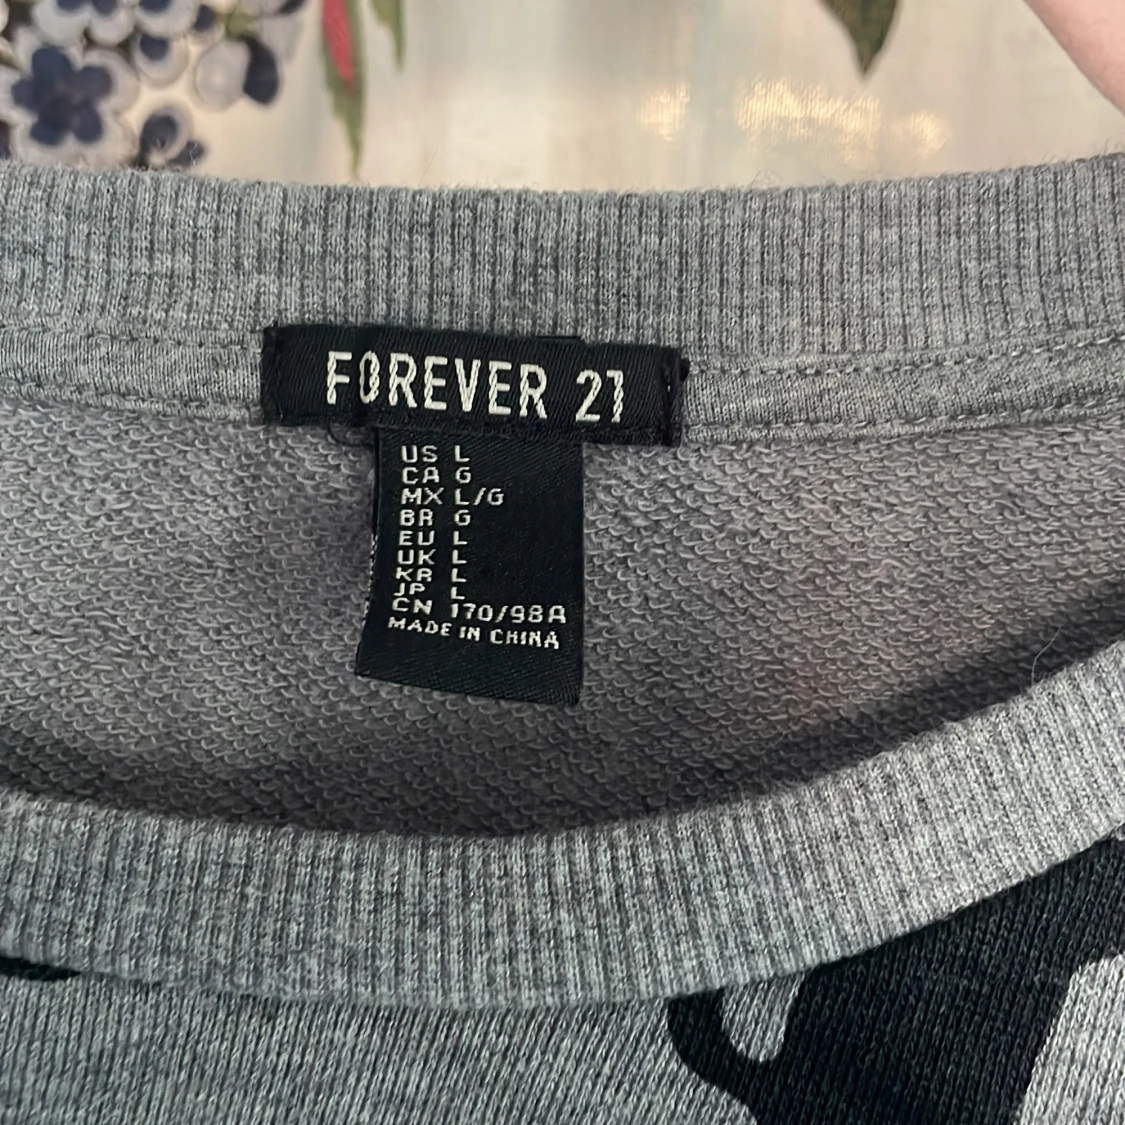 FOREVER 21
US L
CA G
MX L/G
BR G
EU L
UK L
KR L
JP L
CN 170/98A
MADE IN CHINA